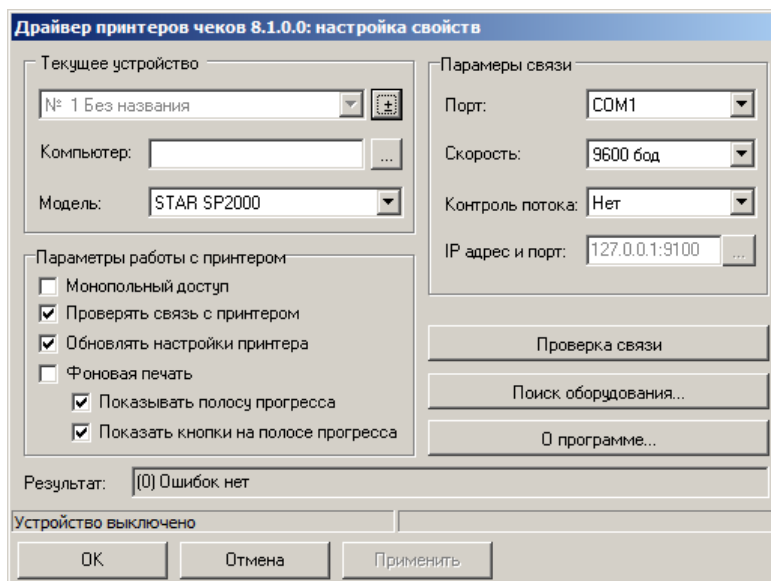 Драйвер принтеров чеков 8.1.0.0: настройка свойств
Текущее устройство
№ 1 Без названия
±
Компьютер:
...
Модель: STAR SP2000
Парамеры связи
Порт: COM1
Скорость: 9600 бод
Контроль потока: Нет
IP адрес и порт: 127.0.0.1:9100 ...
Параметры работы с принтером
Монопольный доступ
Проверять связь с принтером
Обновлять настройки принтера
Фоновая печать
Показывать полосу прогресса
Показать кнопки на полосе прогресса
Проверка связи
Поиск оборудования...
О программе...
Результат: (0) Ошибок нет
Устройство выключено
OK Отмена Применить